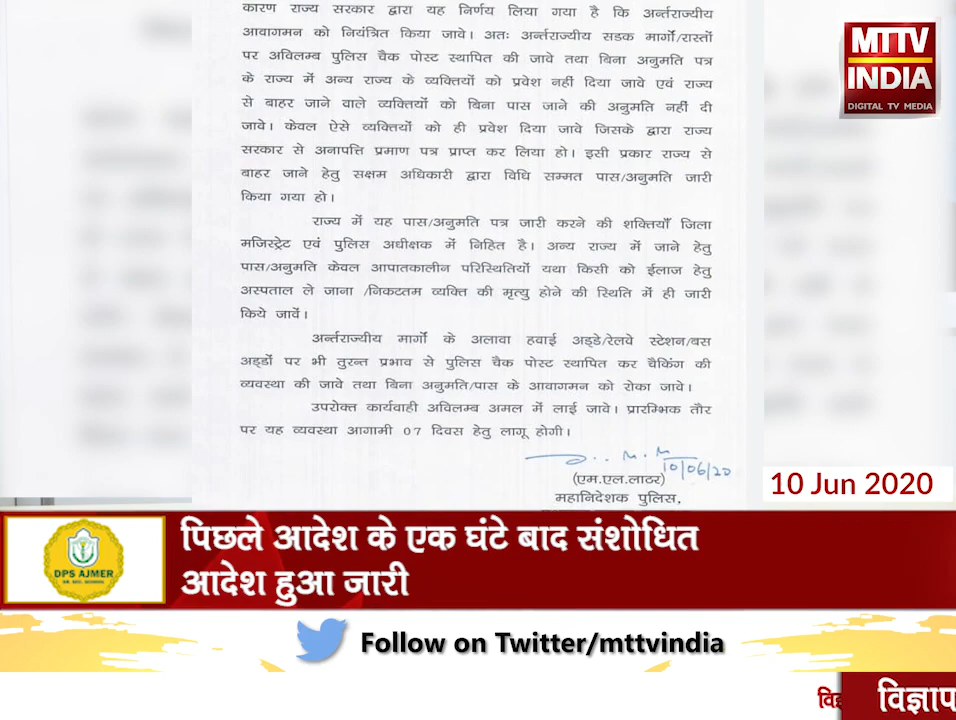 कारण राज्य सरकार द्वारा यह निर्णय लिया गया है कि अर्न्तराज्यीय
आवागमन को नियंत्रित किया जावे। अतः अर्न्तराज्यीय सडक मार्गो/रास्तों
पर अविलम्ब पुलिस चैक पोस्ट स्थापित की जावे तथा बिना अनुमति पत्र
के राज्य में अन्य राज्य के व्यक्तियों को प्रवेश नहीं दिया जावे एवं राज्य
से बाहर जाने वाले व्यक्तियों को बिना पास जाने की अनुमति नहीं दी
जावे। केवल ऐसे व्यक्तियों को ही प्रवेश दिया जावे जिसके द्वारा राज्य
सरकार से अनापत्ति प्रमाण पत्र प्राप्त कर लिया हो। इसी प्रकार राज्य से
बाहर जाने हेतु सक्षम अधिकारी द्वारा विधि सम्मत पास/अनुमति जारी
किया गया हो।
राज्य में यह पास/अनुमति पत्र जारी करने की शक्तियाँ जिला
मजिस्ट्रेट एवं पुलिस अधीक्षक में निहित है। अन्य राज्य में जाने हेतु
पास/अनुमति केवल आपातकालीन परिस्थितियों यथा किसी को ईलाज हेतु
अस्पताल ले जाना /निकटतम व्यक्ति की मृत्यु होने की स्थिति में ही जारी
किये जावें।
अर्न्तराज्यीय मार्गो के अलावा हवाई अड्डे/रेलवे स्टेशन/बस
अड्डों पर भी तुरन्त प्रभाव से पुलिस चैक पोस्ट स्थापित कर चैकिंग की
व्यवस्था की जावे तथा बिना अनुमति/पास के आवागमन को रोका जावे।
उपरोक्त कार्यवाही अविलम्ब अमल में लाई जावे। प्रारम्भिक तौर
पर यह व्यवस्था आगामी 07 दिवस हेतु लागू होगी।
10/06/20
(एम.एल.लाठर)
महानिदेशक पुलिस,
MTTV
INDIA
DIGITAL TV MEDIA
10 Jun 2020
DPS AJMER
पिछले आदेश के एक घंटे बाद संशोधित
आदेश हुआ जारी
Follow on Twitter/mttvindia
विज्ञाप